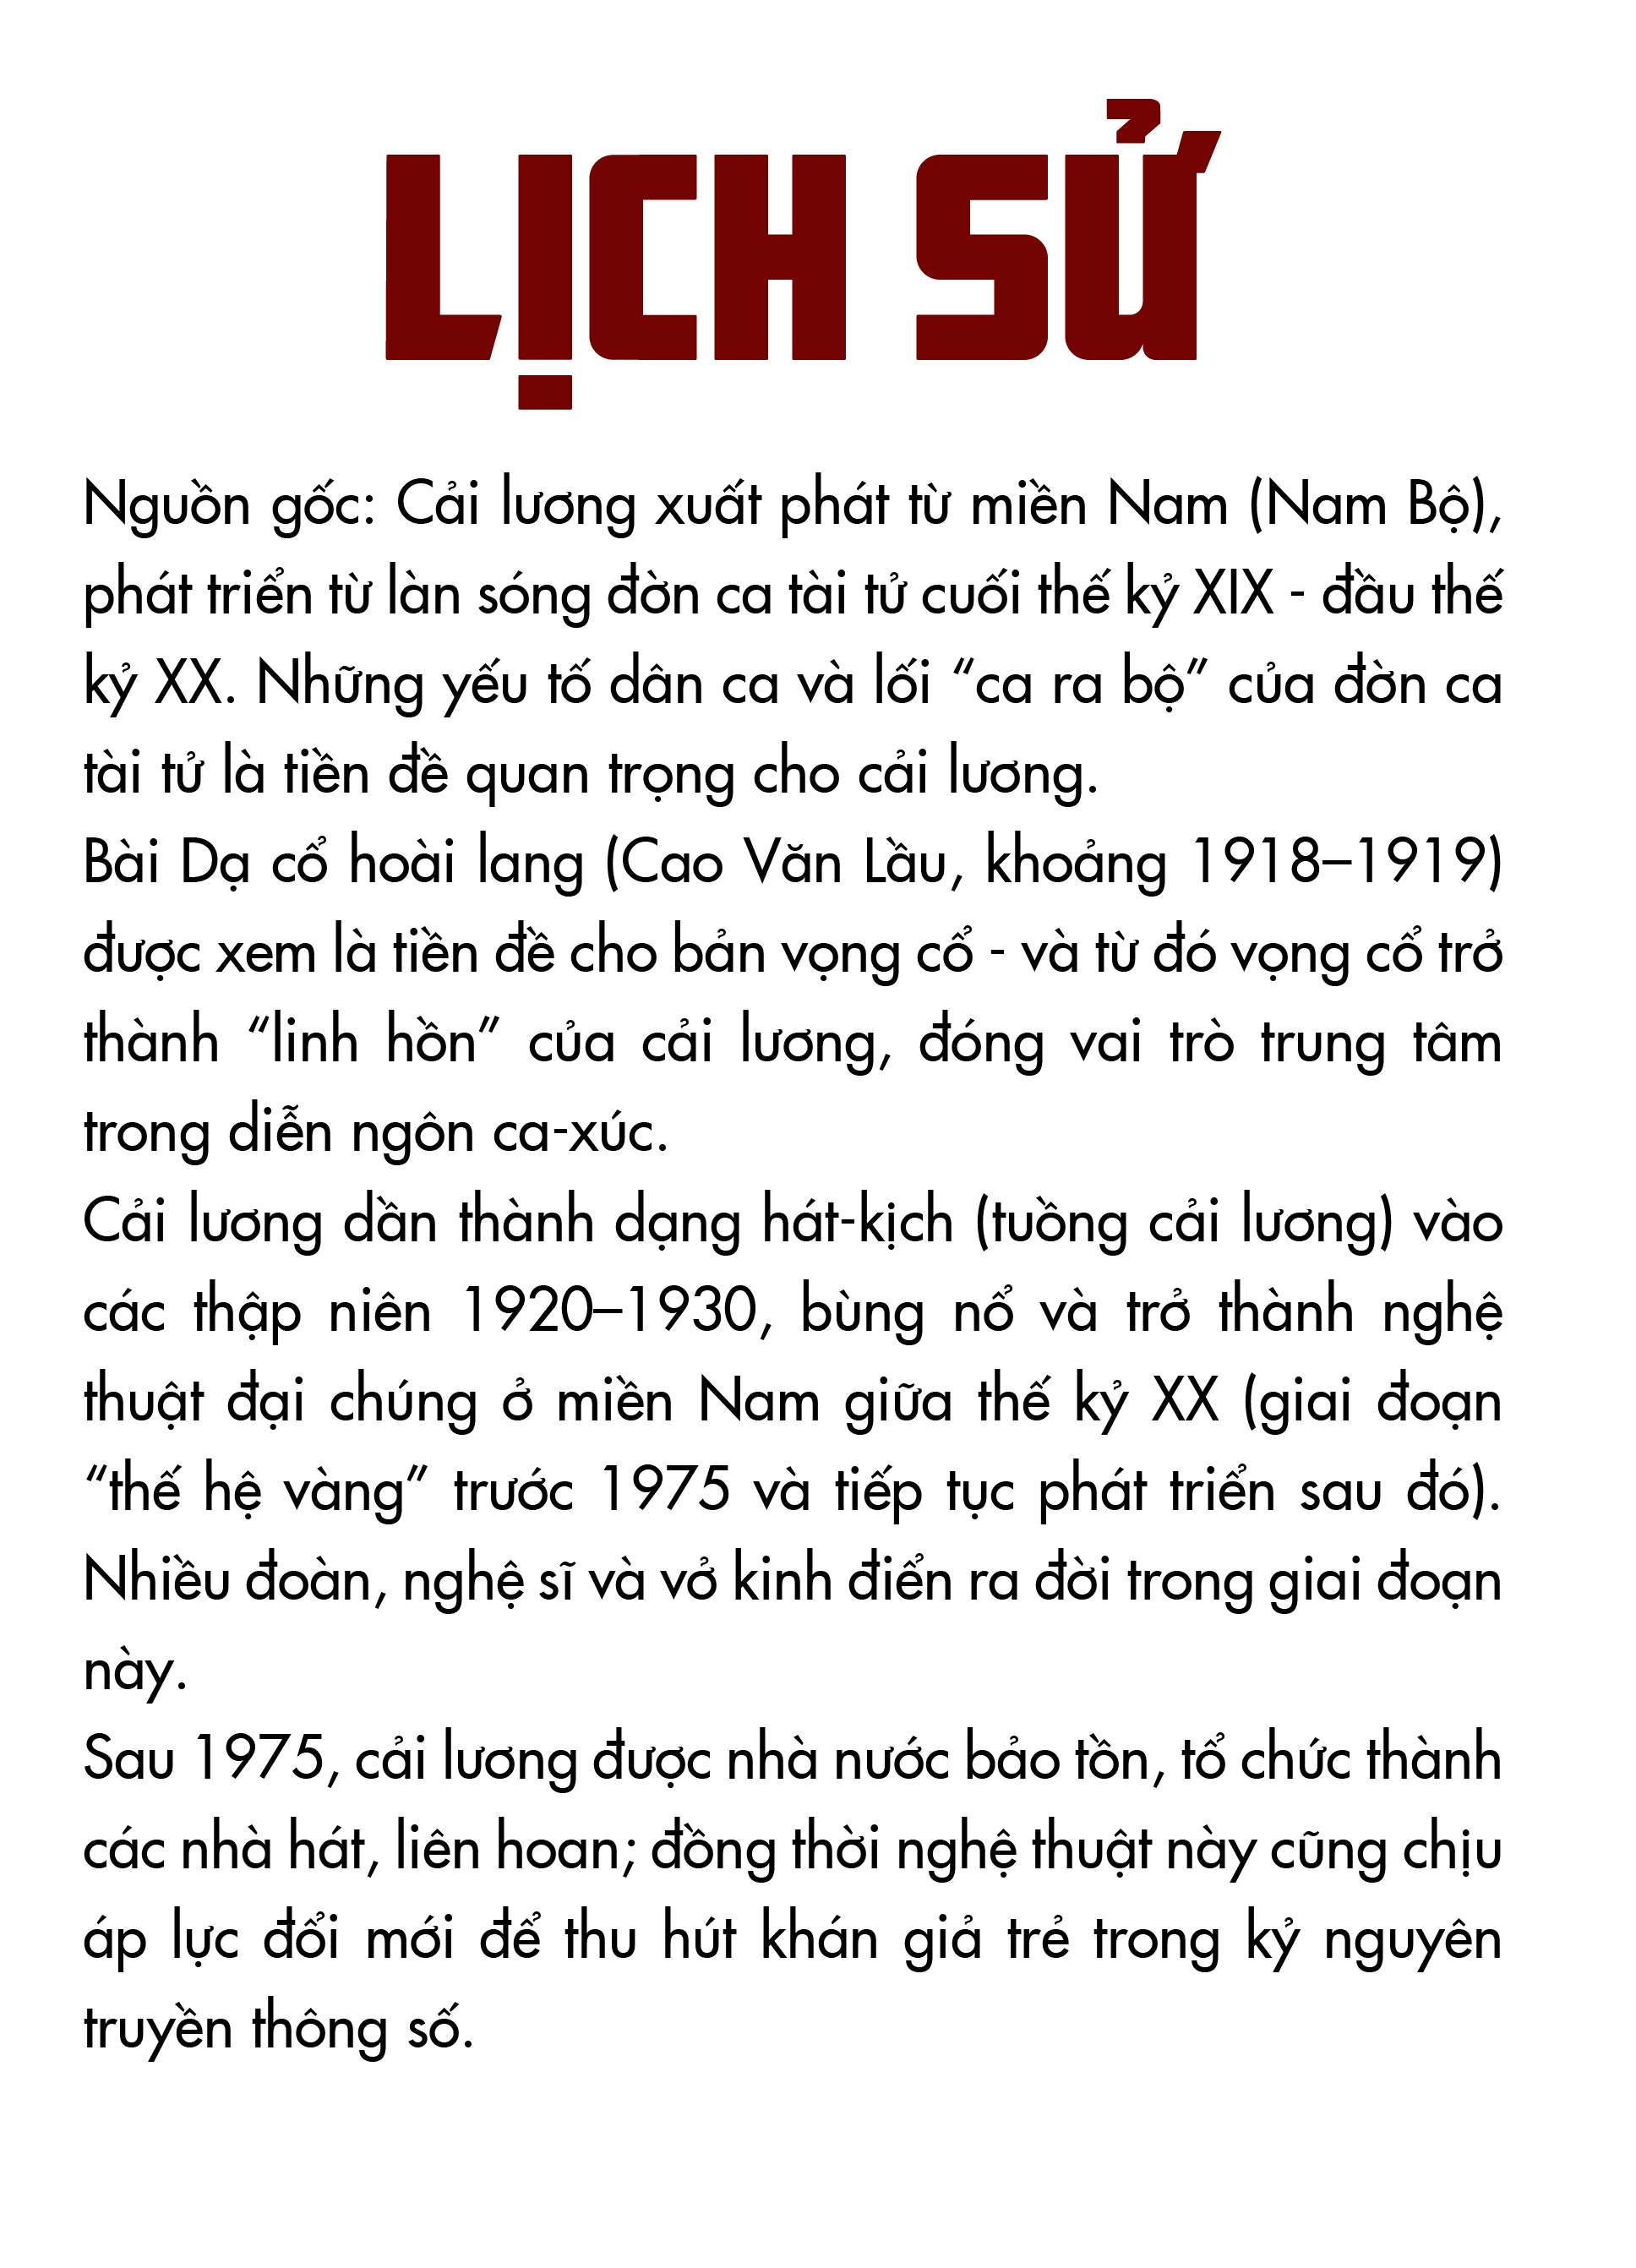 LỊCH SỬ
Nguồn gốc: Cải lương xuất phát từ miền Nam (Nam Bộ),
phát triển từ làn sóng đờn ca tài tử cuối thế kỷ XIX - đầu thế
kỷ XX. Những yếu tố dân ca và lối “ca ra bộ” của đờn ca
tài tử là tiền đề quan trọng cho cải lương.
Bài Dạ cổ hoài lang (Cao Văn Lầu, khoảng 1918–1919)
được xem là tiền đề cho bản vọng cổ - và từ đó vọng cổ trở
thành “linh hồn” của cải lương, đóng vai trò trung tâm
trong diễn ngôn ca-xúc.
Cải lương dần thành dạng hát-kịch (tuồng cải lương) vào
các thập niên 1920–1930, bùng nổ và trở thành nghệ
thuật đại chúng ở miền Nam giữa thế kỷ XX (giai đoạn
“thế hệ vàng” trước 1975 và tiếp tục phát triển sau đó).
Nhiều đoàn, nghệ sĩ và vở kinh điển ra đời trong giai đoạn
này.
Sau 1975, cải lương được nhà nước bảo tồn, tổ chức thành
các nhà hát, liên hoan; đồng thời nghệ thuật này cũng chịu
áp lực đổi mới để thu hút khán giả trẻ trong kỷ nguyên
truyền thông số.